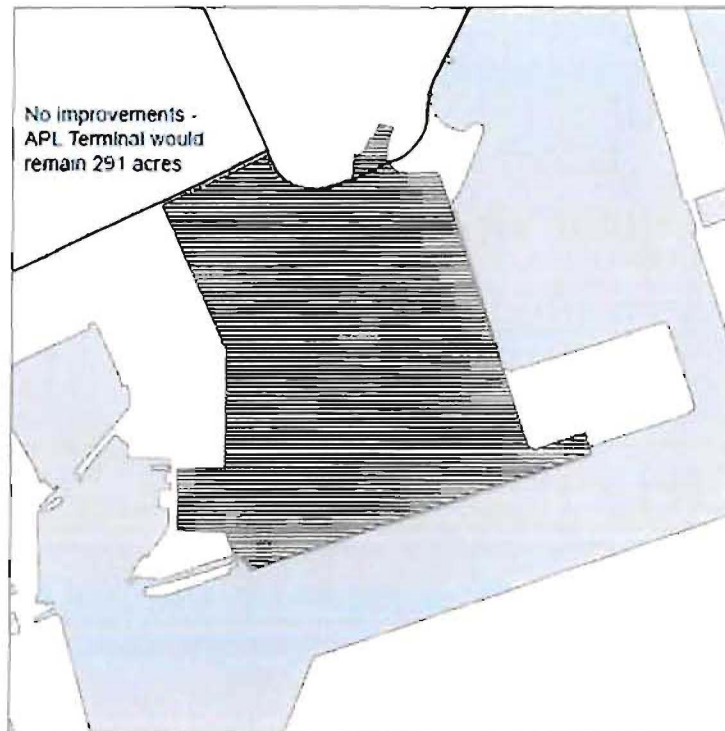 No improvements -
APL Terminal would
remain 291 acres